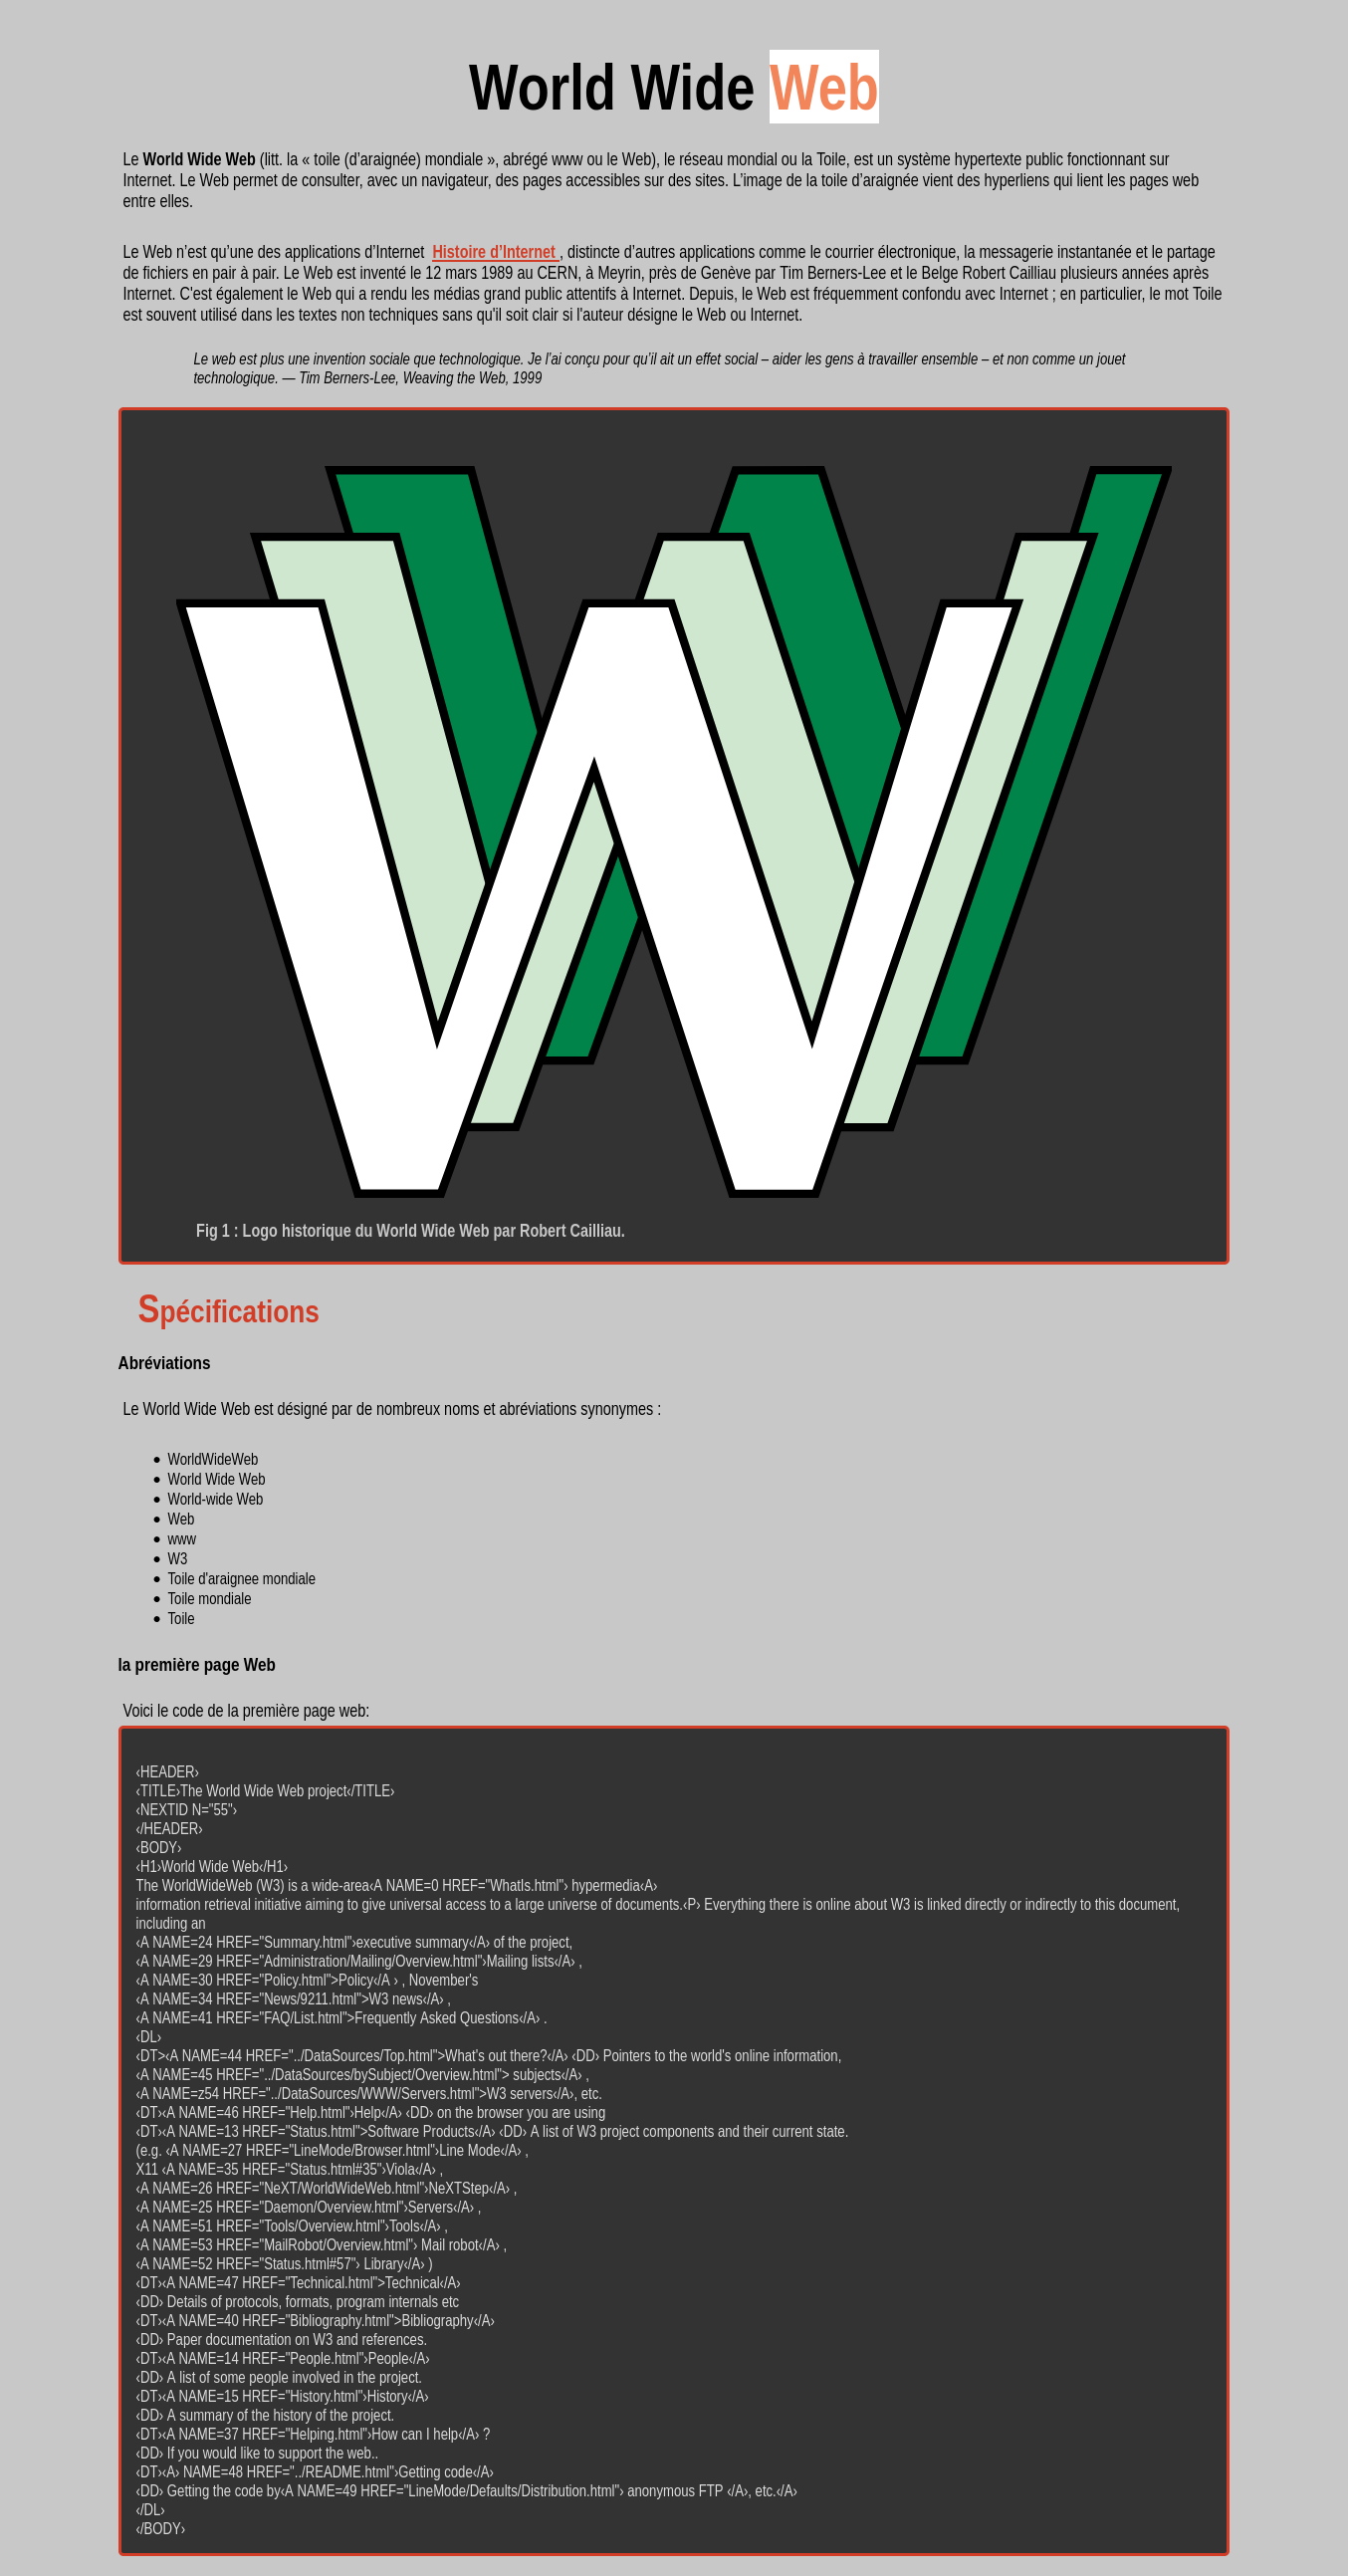 World Wide Web
Le World Wide Web (litt. la « toile (d’araignée) mondiale », abrégé www ou le Web), le réseau mondial ou la Toile, est un système hypertexte public fonctionnant sur
Internet. Le Web permet de consulter, avec un navigateur, des pages accessibles sur des sites. L’image de la toile d’araignée vient des hyperliens qui lient les pages web
entre elles.
Le Web n’est qu’une des applications d’Internet Histoire d’Internet , distincte d’autres applications comme le courrier électronique, la messagerie instantanée et le partage
de fichiers en pair à pair. Le Web est inventé le 12 mars 1989 au CERN, à Meyrin, près de Genève par Tim Berners-Lee et le Belge Robert Cailliau plusieurs années après
Internet. C'est également le Web qui a rendu les médias grand public attentifs à Internet. Depuis, le Web est fréquemment confondu avec Internet ; en particulier, le mot Toile
est souvent utilisé dans les textes non techniques sans qu'il soit clair si l'auteur désigne le Web ou Internet.
Le web est plus une invention sociale que technologique. Je l’ai conçu pour qu’il ait un effet social – aider les gens à travailler ensemble – et non comme un jouet
technologique. — Tim Berners-Lee, Weaving the Web, 1999
Fig 1 : Logo historique du World Wide Web par Robert Cailliau.
Spécifications
Abréviations
Le World Wide Web est désigné par de nombreux noms et abréviations synonymes :
WorldWideWeb
World Wide Web
World-wide Web
Web
www
W3
Toile d'araignee mondiale
Toile mondiale
Toile
la première page Web
Voici le code de la première page web:
‹HEADER›
‹TITLE›The World Wide Web project‹/TITLE›
‹NEXTID N="55"›
‹/HEADER›
‹BODY›
‹H1›World Wide Web‹/H1›
The WorldWideWeb (W3) is a wide-area‹A NAME=0 HREF="WhatIs.html"› hypermedia‹A›
information retrieval initiative aiming to give universal access to a large universe of documents.‹P› Everything there is online about W3 is linked directly or indirectly to this document,
including an
‹A NAME=24 HREF="Summary.html"›executive summary‹/A› of the project,
‹A NAME=29 HREF="Administration/Mailing/Overview.html"›Mailing lists‹/A› ,
‹A NAME=30 HREF="Policy.html">Policy‹/A › , November's
‹A NAME=34 HREF="News/9211.html">W3 news‹/A› ,
‹A NAME=41 HREF="FAQ/List.html">Frequently Asked Questions‹/A› .
‹DL›
‹DT>‹A NAME=44 HREF="../DataSources/Top.html">What's out there?‹/A› ‹DD› Pointers to the world's online information,
‹A NAME=45 HREF="../DataSources/bySubject/Overview.html"> subjects‹/A› ,
‹A NAME=z54 HREF="../DataSources/WWW/Servers.html">W3 servers‹/A›, etc.
‹DT›‹A NAME=46 HREF="Help.html"›Help‹/A› ‹DD› on the browser you are using
‹DT›‹A NAME=13 HREF="Status.html">Software Products‹/A› ‹DD› A list of W3 project components and their current state.
(e.g. ‹A NAME=27 HREF="LineMode/Browser.html"›Line Mode‹/A› ,
X11 ‹A NAME=35 HREF="Status.html#35"›Viola‹/A› ,
‹A NAME=26 HREF="NeXT/WorldWideWeb.html"›NeXTStep‹/A› ,
‹A NAME=25 HREF="Daemon/Overview.html"›Servers‹/A› ,
‹A NAME=51 HREF="Tools/Overview.html"›Tools‹/A› ,
‹A NAME=53 HREF="MailRobot/Overview.html"› Mail robot‹/A› ,
‹A NAME=52 HREF="Status.html#57"› Library‹/A› )
‹DT›‹A NAME=47 HREF="Technical.html">Technical‹/A›
‹DD› Details of protocols, formats, program internals etc
‹DT›‹A NAME=40 HREF="Bibliography.html">Bibliography‹/A›
‹DD› Paper documentation on W3 and references.
‹DT›‹A NAME=14 HREF="People.html"›People‹/A›
‹DD› A list of some people involved in the project.
‹DT›‹A NAME=15 HREF="History.html"›History‹/A›
‹DD› A summary of the history of the project.
‹DT›‹A NAME=37 HREF="Helping.html"›How can I help‹/A› ?
‹DD› If you would like to support the web..
‹DT›‹A› NAME=48 HREF="../README.html"›Getting code‹/A›
‹DD› Getting the code by‹A NAME=49 HREF="LineMode/Defaults/Distribution.html"› anonymous FTP ‹/A›, etc.‹/A›
‹/DL›
‹/BODY›